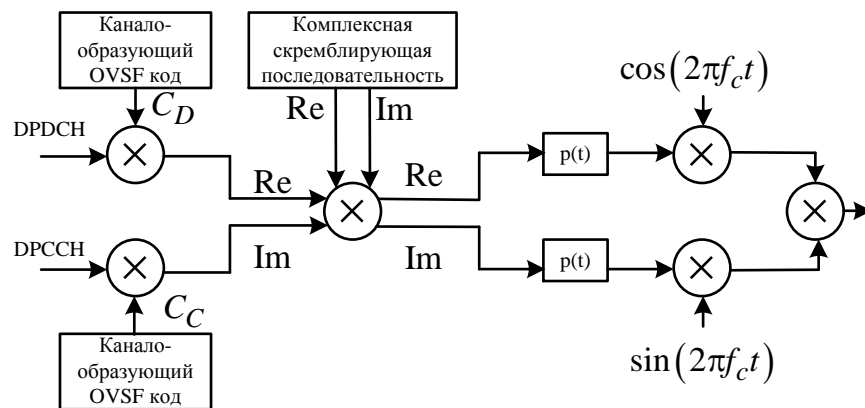 Канало-
образующий
OVSF код
Комплексная
скремблирующая
последовательность
cos(2πf_c t)
C_D
Re
Im
DPDCH
Re
Re
p(t)
DPCCH
Im
Im
p(t)
C_C
Канало-
образующий
OVSF код
sin(2πf_c t)